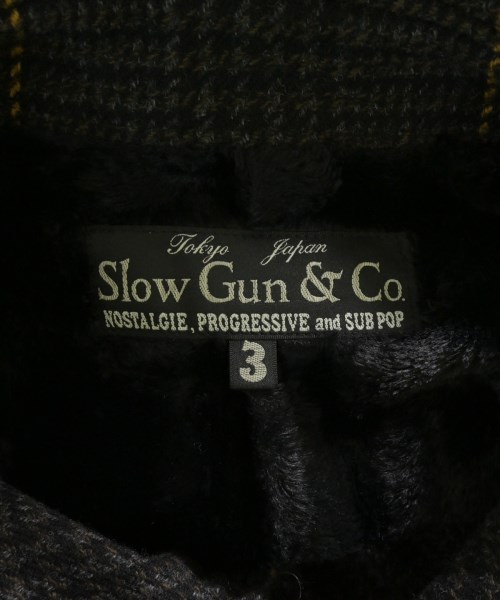 Tokyo Japan
Slow Gun & Co.
NOSTALGIE, PROGRESSIVE and SUB POP
3